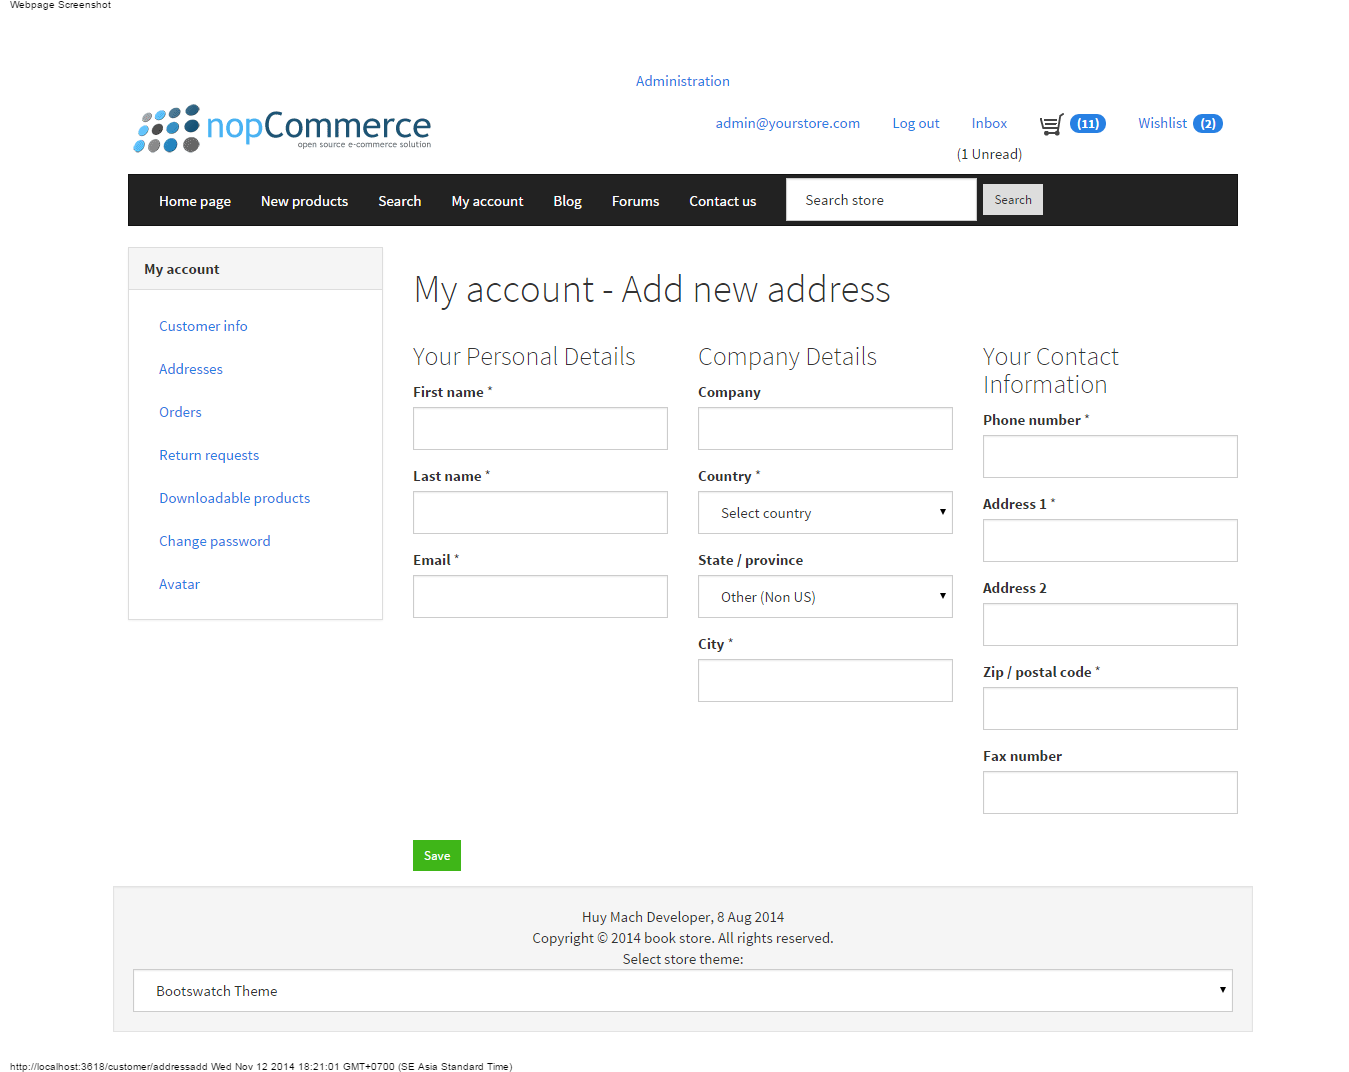 Webpage Screenshot
Administration
nopCommerce
open source e-commerce solution
admin@yourstore.com Log out Inbox (11) Wishlist (2)
(1 Unread)
Home page New products Search My account Blog Forums Contact us Search store Search
My account
Customer info
Addresses
Orders
Return requests
Downloadable products
Change password
Avatar
My account - Add new address
Your Personal Details
First name *
Last name *
Email *
Company Details
Company
Country *
Select country
State / province
Other (Non US)
City *
Your Contact
Information
Phone number *
Address 1 *
Address 2
Zip / postal code *
Fax number
Save
Huy Mach Developer, 8 Aug 2014
Copyright © 2014 book store. All rights reserved.
Select store theme:
Bootswatch Theme
http://localhost:3618/customer/addressadd Wed Nov 12 2014 18:21:01 GMT+0700 (SE Asia Standard Time)